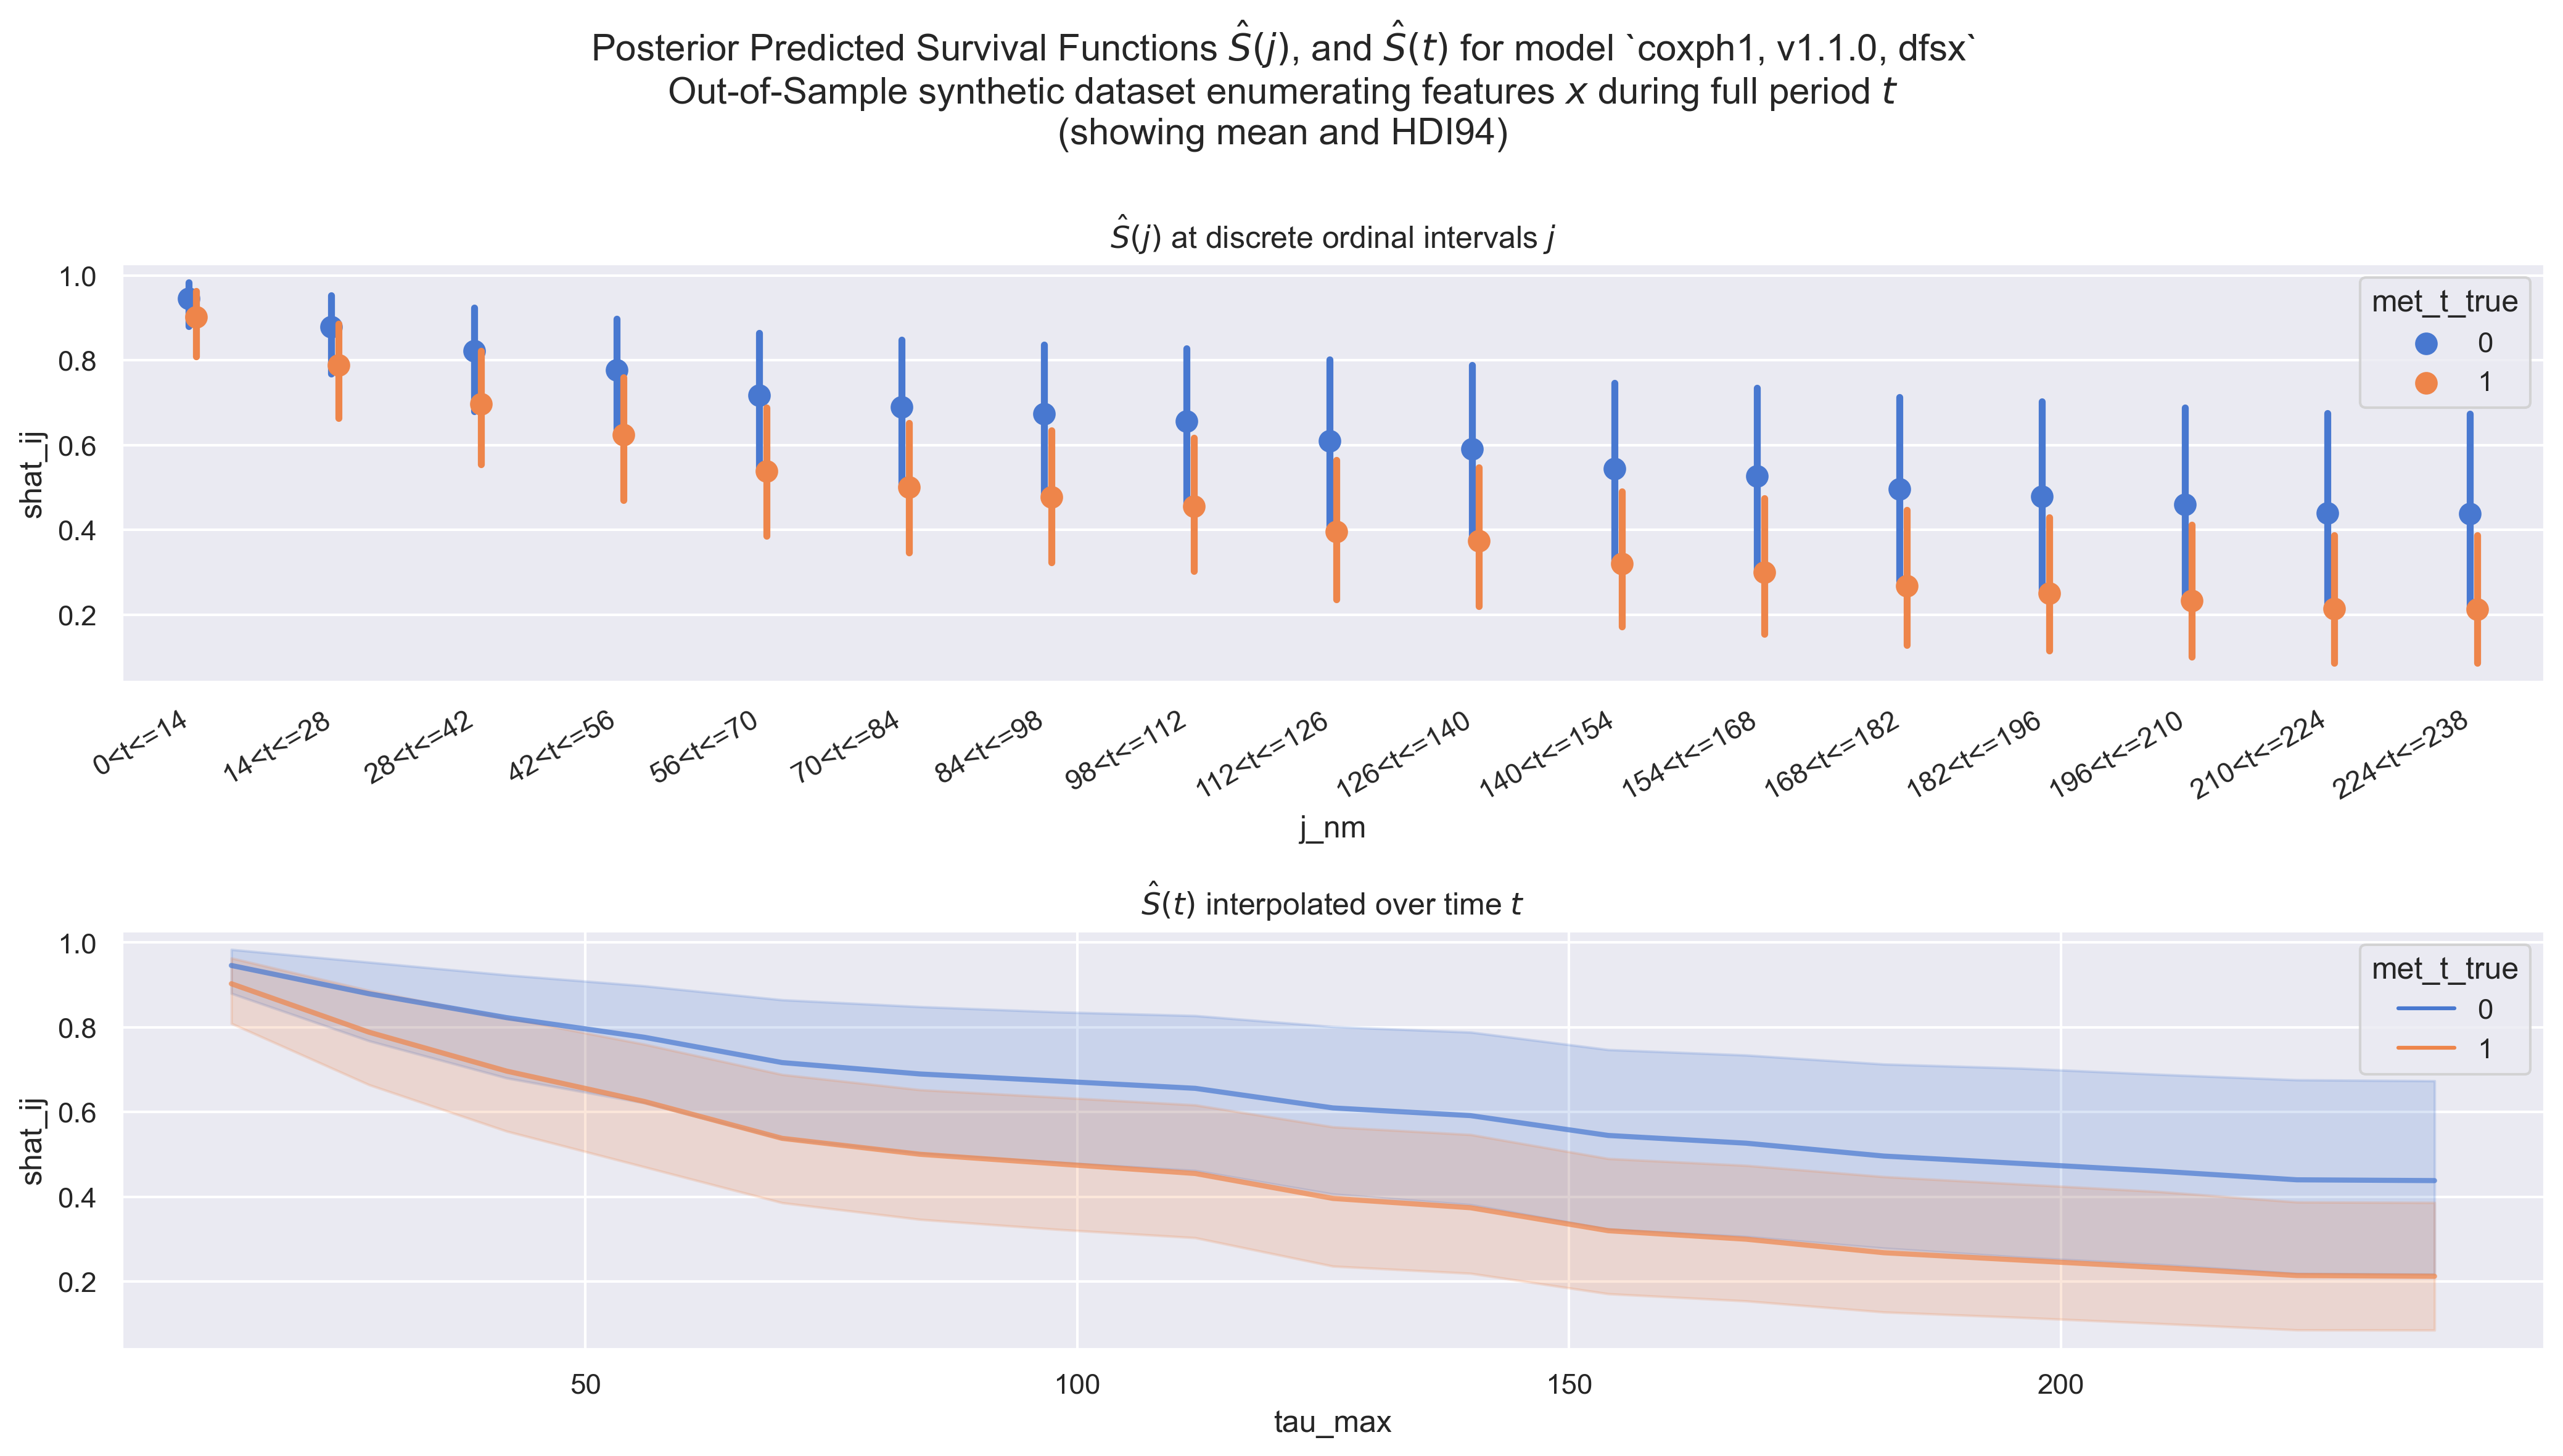 Posterior Predicted Survival Functions Ŝ(j), and Ŝ(t) for model `coxph1, v1.1.0, dfsx`
Out-of-Sample synthetic dataset enumerating features x during full period t
(showing mean and HDI94)
Ŝ(j) at discrete ordinal intervals j
1.0
0.8
0.6
0.4
0.2
shat_ij
met_t_true
0
1
0<t<=14
14<t<=28
28<t<=42
42<t<=56
56<t<=70
70<t<=84
84<t<=98
98<t<=112
112<t<=126
126<t<=140
140<t<=154
154<t<=168
168<t<=182
182<t<=196
196<t<=210
210<t<=224
224<t<=238
j_nm
Ŝ(t) interpolated over time t
1.0
0.8
0.6
0.4
0.2
shat_ij
met_t_true
0
1
50
100
150
200
tau_max